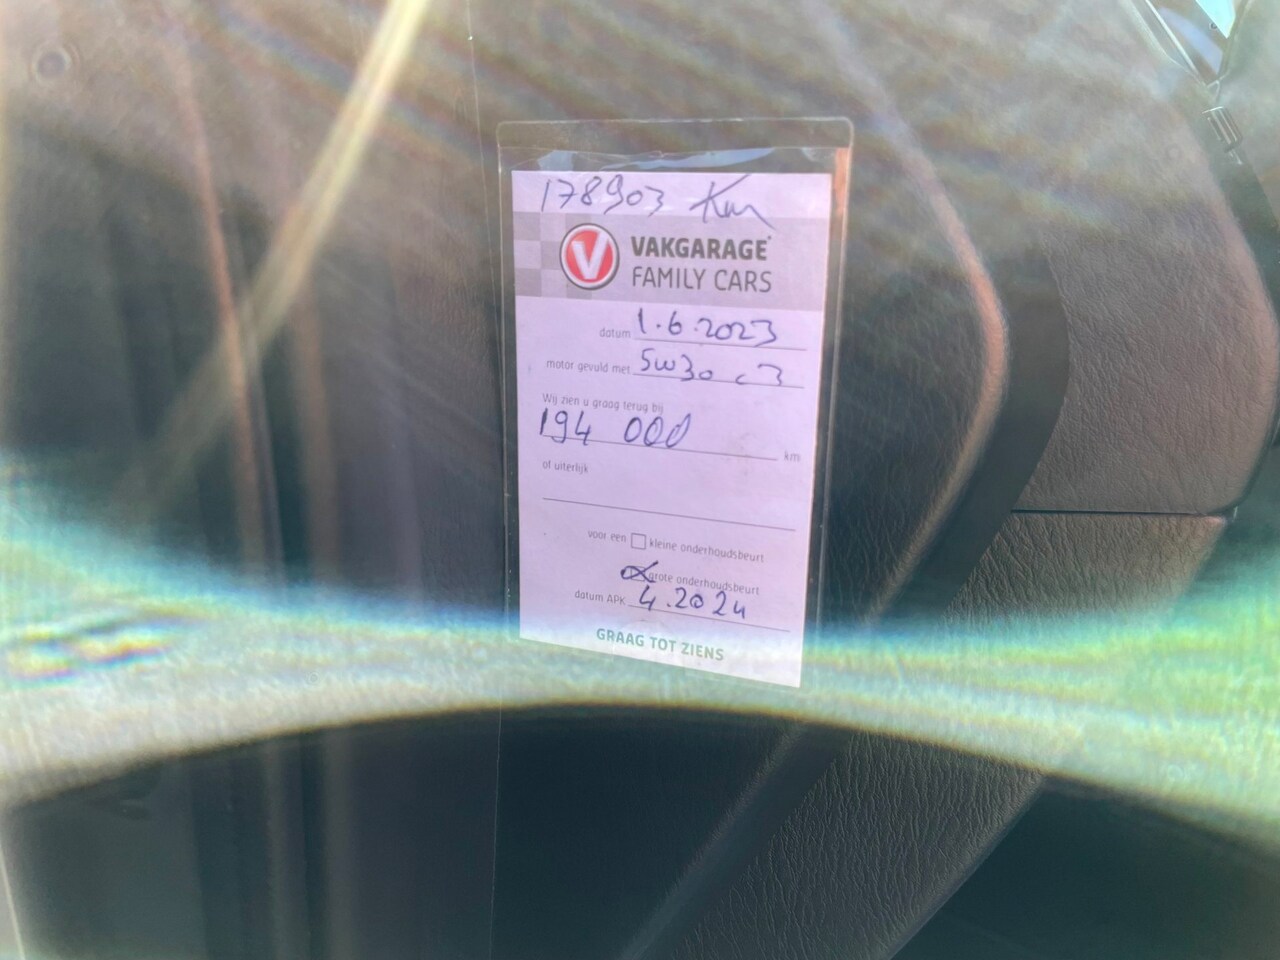 178903 Km
V VAKGARAGE
FAMILY CARS
datum 1.6.2023
motor gevuld met 5w30 c3
Wij zien u graag terug bij
194 000 km
of uiterlijk
voor een kleine onderhoudsbeurt
grote onderhoudsbeurt
datum APK 4.2024
GRAAG TOT ZIENS